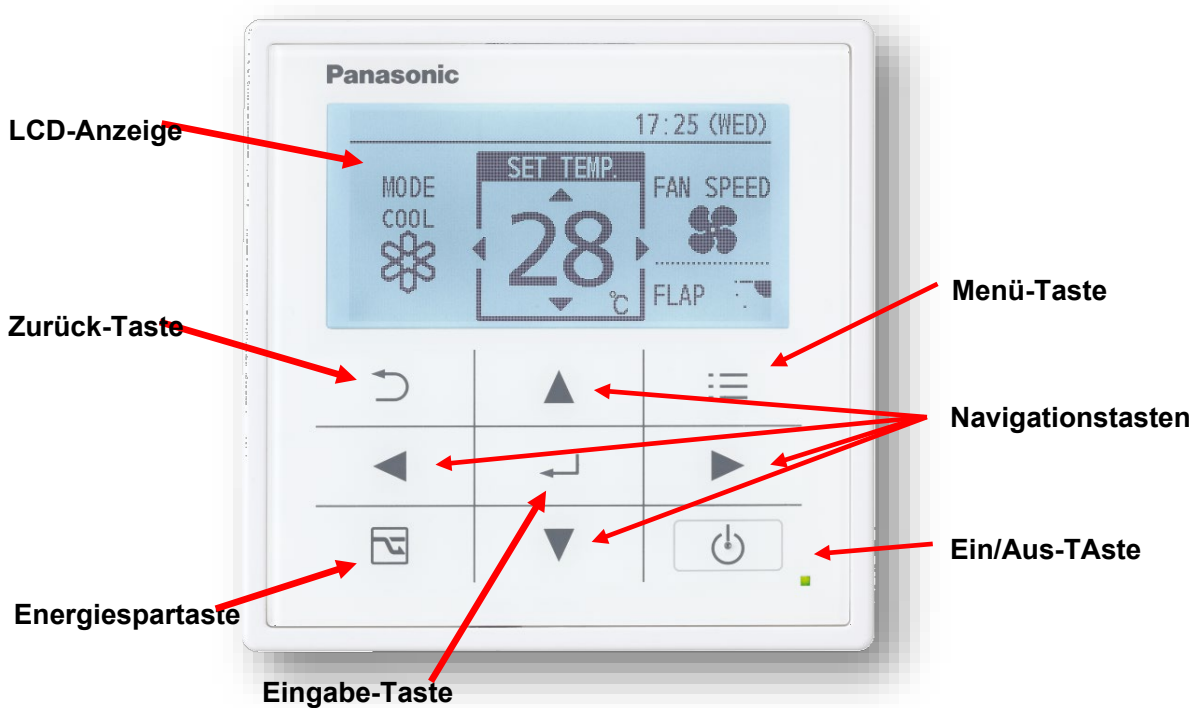 Panasonic
LCD-Anzeige
17:25 (WED)
SET TEMP.
MODE
COOL
28
°C
FAN SPEED
FLAP
Zurück-Taste
Menü-Taste
Navigationstasten
Ein/Aus-TAste
Energiespartaste
Eingabe-Taste